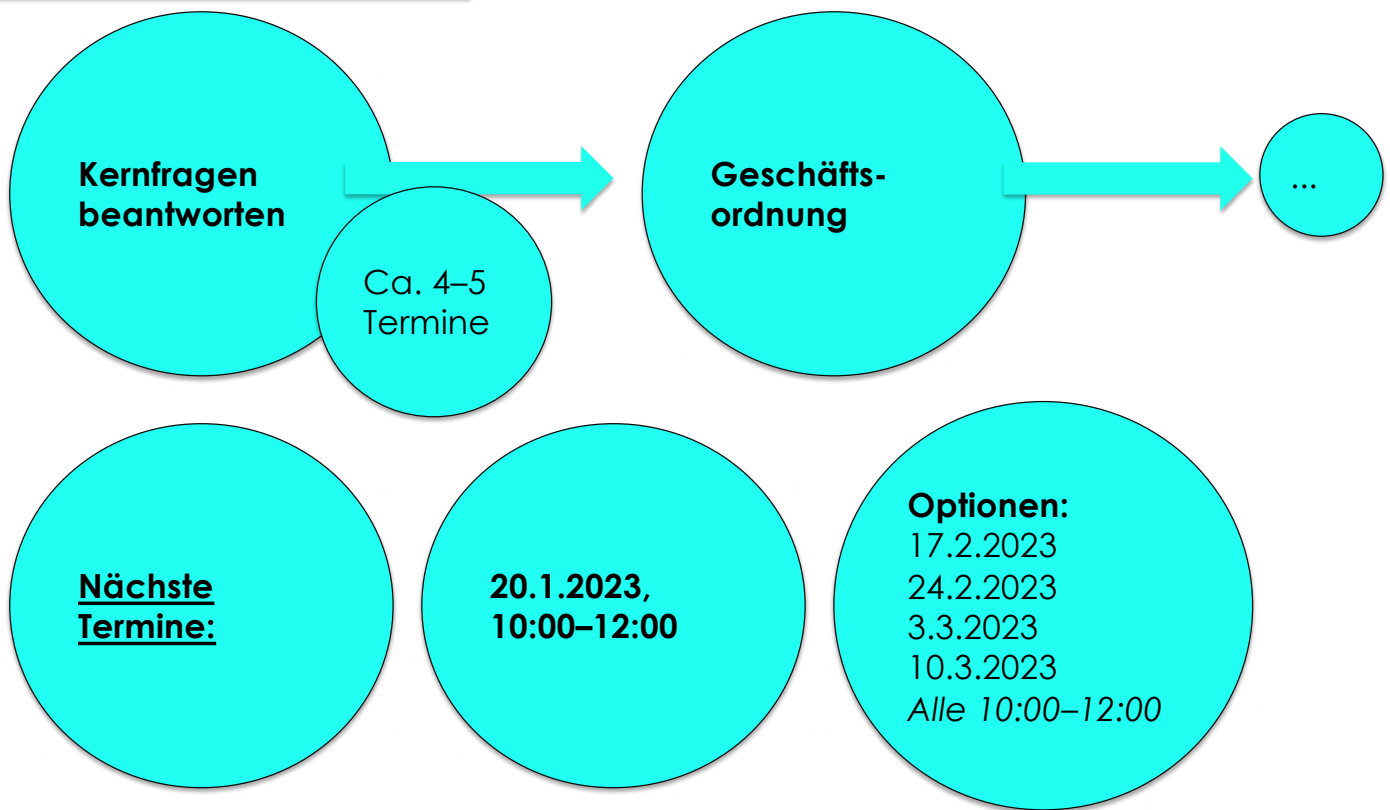 Kernfragen
beantworten
Ca. 4–5
Termine
Geschäfts-
ordnung
...
Nächste
Termine:
20.1.2023,
10:00–12:00
Optionen:
17.2.2023
24.2.2023
3.3.2023
10.3.2023
Alle 10:00–12:00